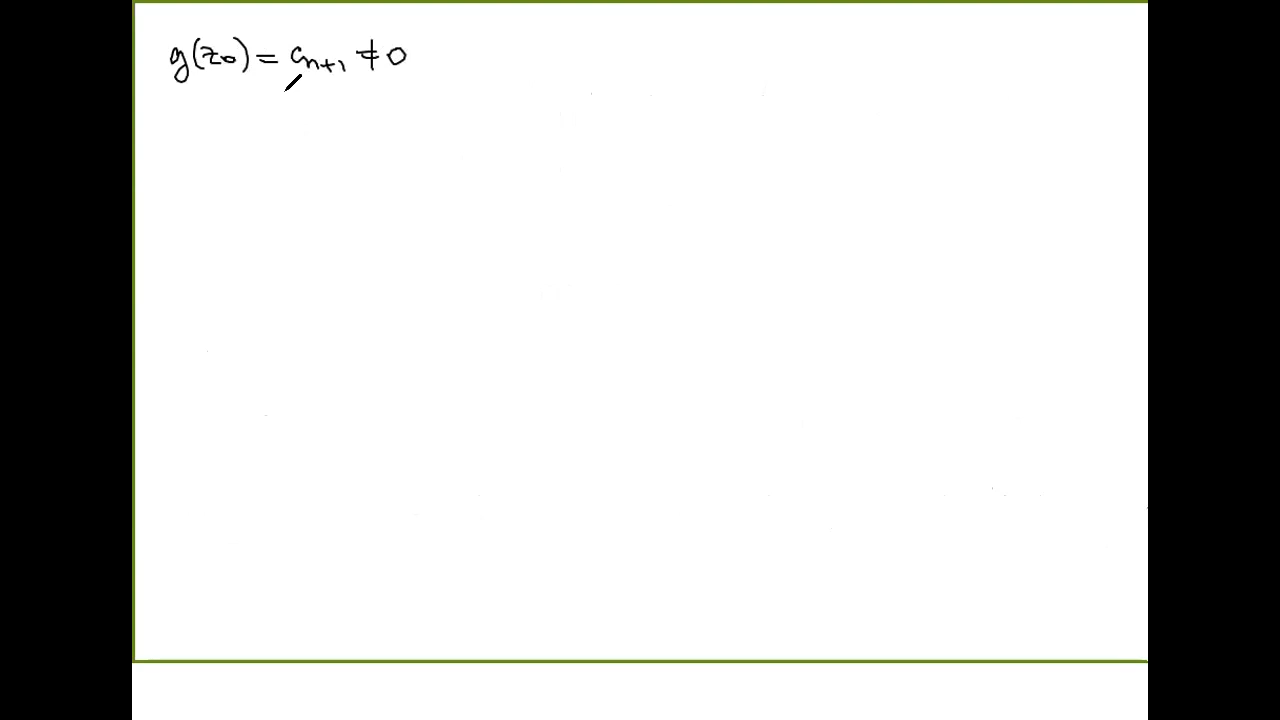 g(z₀) = cₙ₊₁ ≠ 0